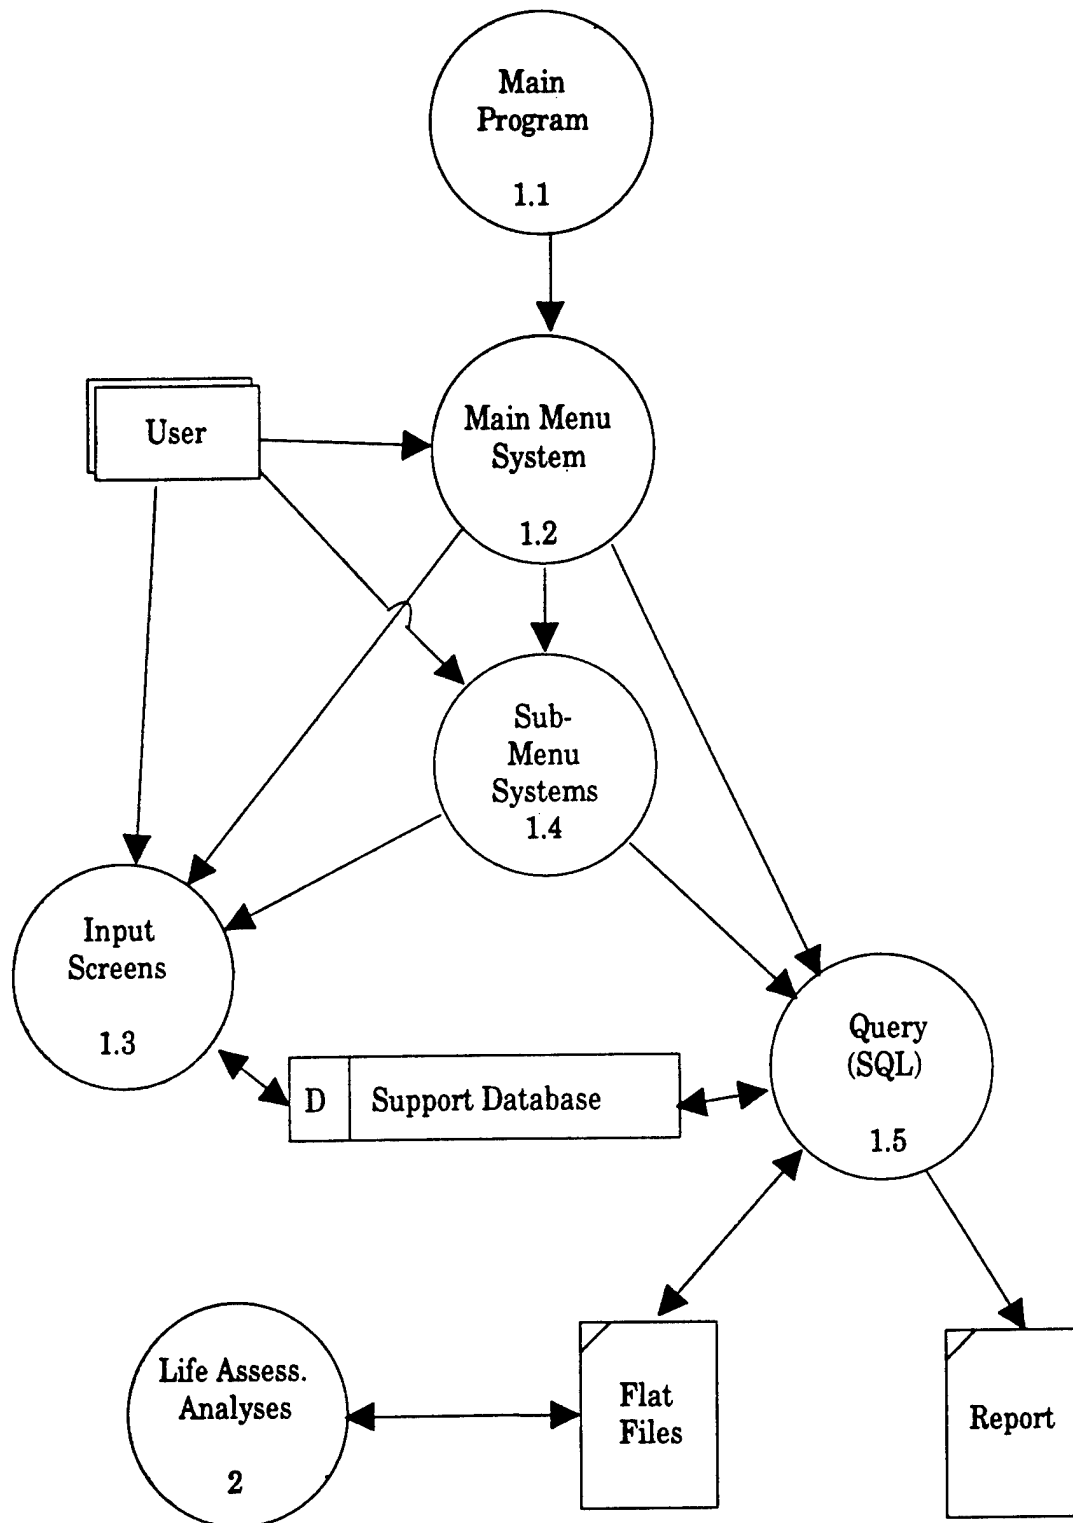 Main
Program
1.1
User
Main Menu
System
1.2
Sub-
Menu
Systems
1.4
Input
Screens
1.3
D
Support Database
Query
(SQL)
1.5
Life Assess.
Analyses
2
Flat
Files
Report